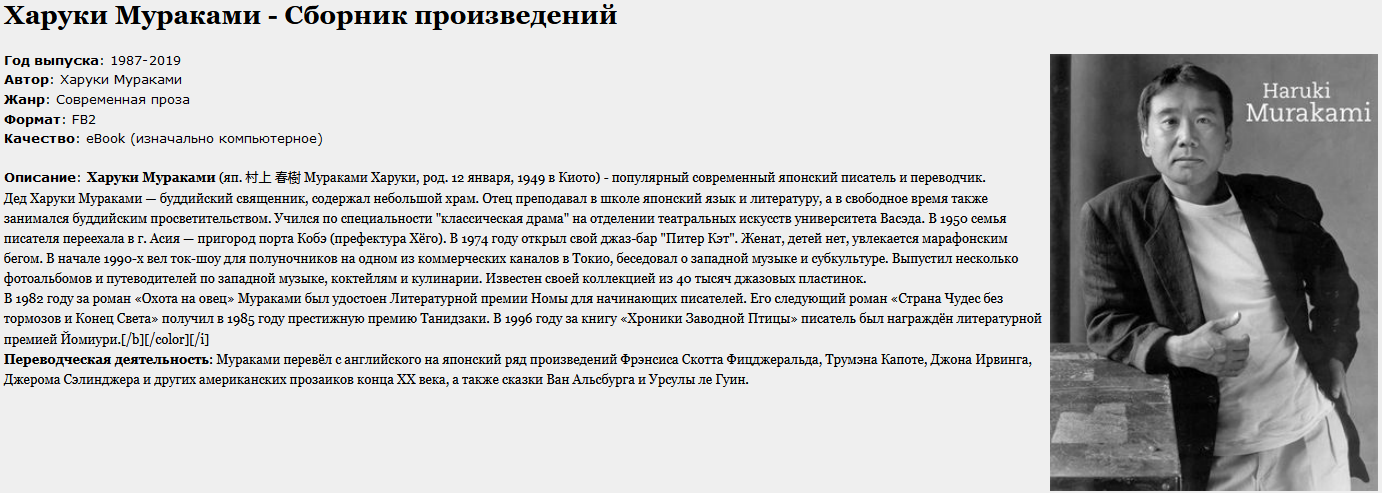 Харуки Мураками - Сборник произведений
Год выпуска: 1987-2019
Автор: Харуки Мураками
Жанр: Современная проза
Формат: FB2
Качество: eBook (изначально компьютерное)
Описание: Харуки Мураками (яп. 村上 春樹 Мураками Харуки, род. 12 января, 1949 в Киото) - популярный современный японский писатель и переводчик.
Дед Харуки Мураками — буддийский священник, содержал небольшой храм. Отец преподавал в школе японский язык и литературу, а в свободное время также
занимался буддийским просветительством. Учился по специальности "классическая драма" на отделении театральных искусств университета Васэда. В 1950 семья
писателя переехала в г. Асия — пригород порта Кобэ (префектура Хёго). В 1974 году открыл свой джаз-бар "Питер Кэт". Женат, детей нет, увлекается марафонским
бегом. В начале 1990-х вел ток-шоу для полуночников на одном из коммерческих каналов в Токио, беседовал о западной музыке и субкультуре. Выпустил несколько
фотоальбомов и путеводителей по западной музыке, коктейлям и кулинарии. Известен своей коллекцией из 40 тысяч джазовых пластинок.
В 1982 году за роман «Охота на овец» Мураками был удостоен Литературной премии Номы для начинающих писателей. Его следующий роман «Страна Чудес без
тормозов и Конец Света» получил в 1985 году престижную премию Танидзаки. В 1996 году за книгу «Хроники Заводной Птицы» писатель был награждён литературной
премией Йомиури.[/b][/color][/i]
Переводческая деятельность: Мураками перевёл с английского на японский ряд произведений Фрэнсиса Скотта Фицджеральда, Трумэна Капоте, Джона Ирвинга,
Джерома Сэлинджера и других американских прозаиков конца XX века, а также сказки Ван Альсбурга и Урсулы ле Гуин.
Haruki
Murakami